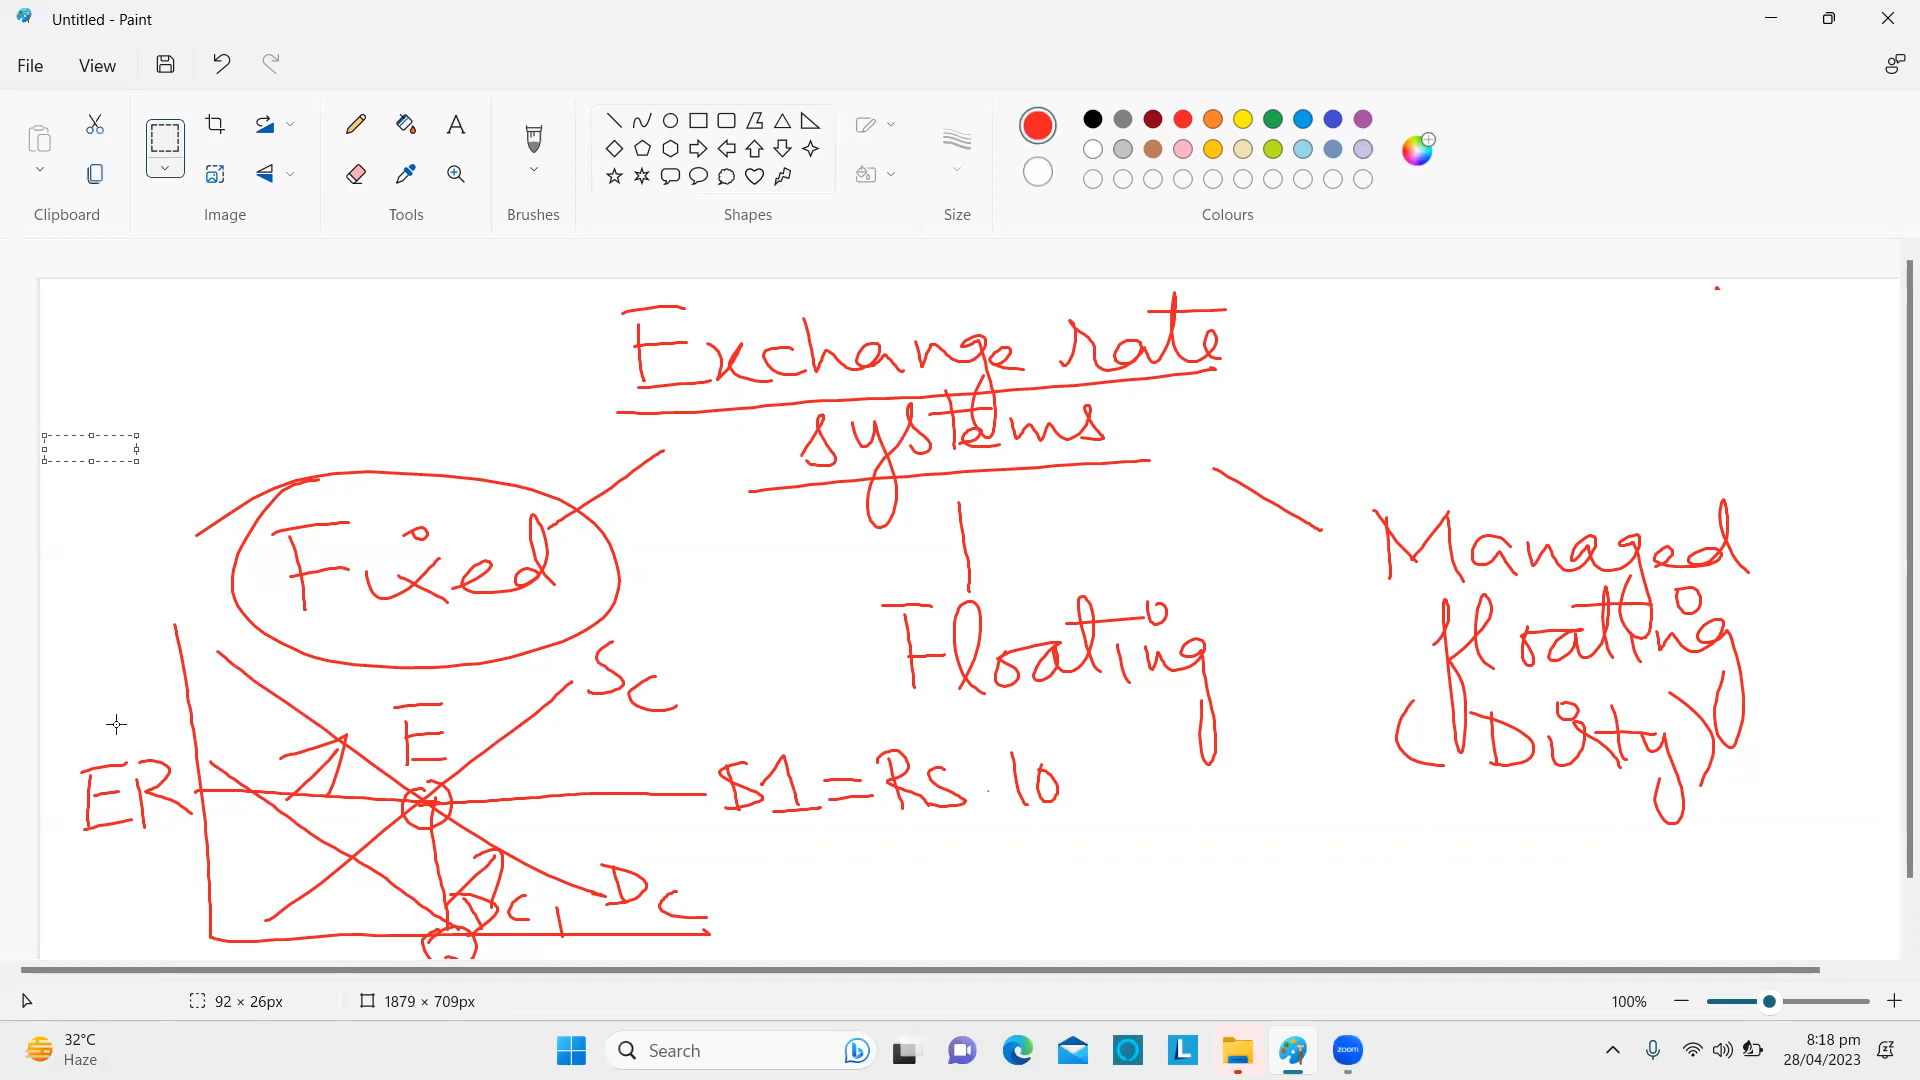 Untitled - Paint
File
View
Clipboard
Image
Tools
Brushes
Shapes
Size
Colours
Exchange rate
systems
Fixed
Floating
Managed
floating
(Dirty)
Sc
E
ER
$1 = Rs. 10
Dc
Dc1
92 × 26px
1879 × 709px
100%
32°C
Haze
Search
L
zoom
8:18 pm
28/04/2023